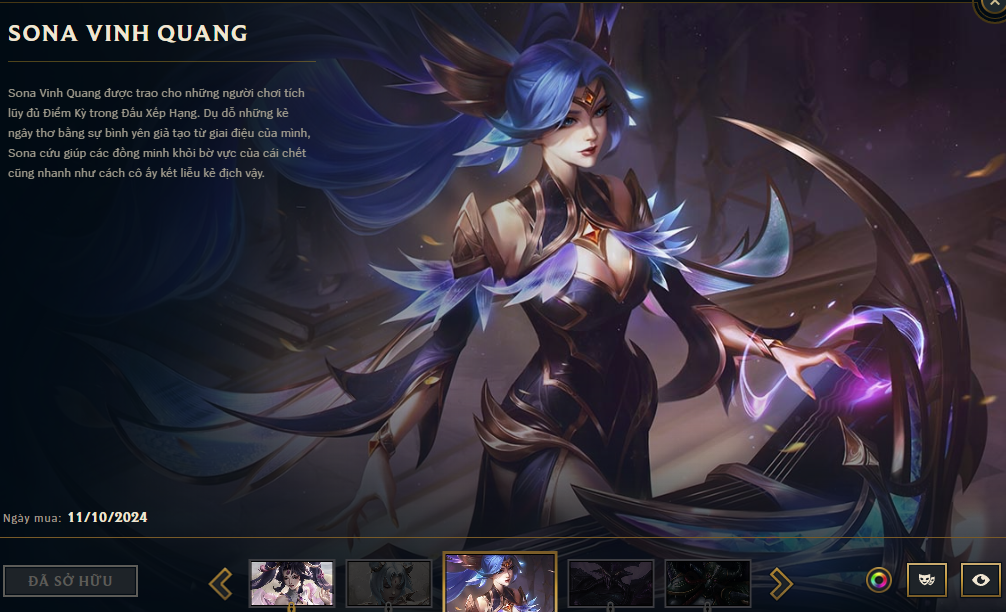 SONA VINH QUANG
Sona Vinh Quang được trao cho những người chơi tích
lũy đủ Điểm Kỳ trong Đấu Xếp Hạng. Dụ dỗ những kẻ
ngây thơ bằng sự bình yên giả tạo từ giai điệu của mình,
Sona cứu giúp các đồng minh khỏi bờ vực của cái chết
cũng nhanh như cách cô ấy kết liễu kẻ địch vậy.
Ngày mua: 11/10/2024
ĐÃ SỞ HỮU